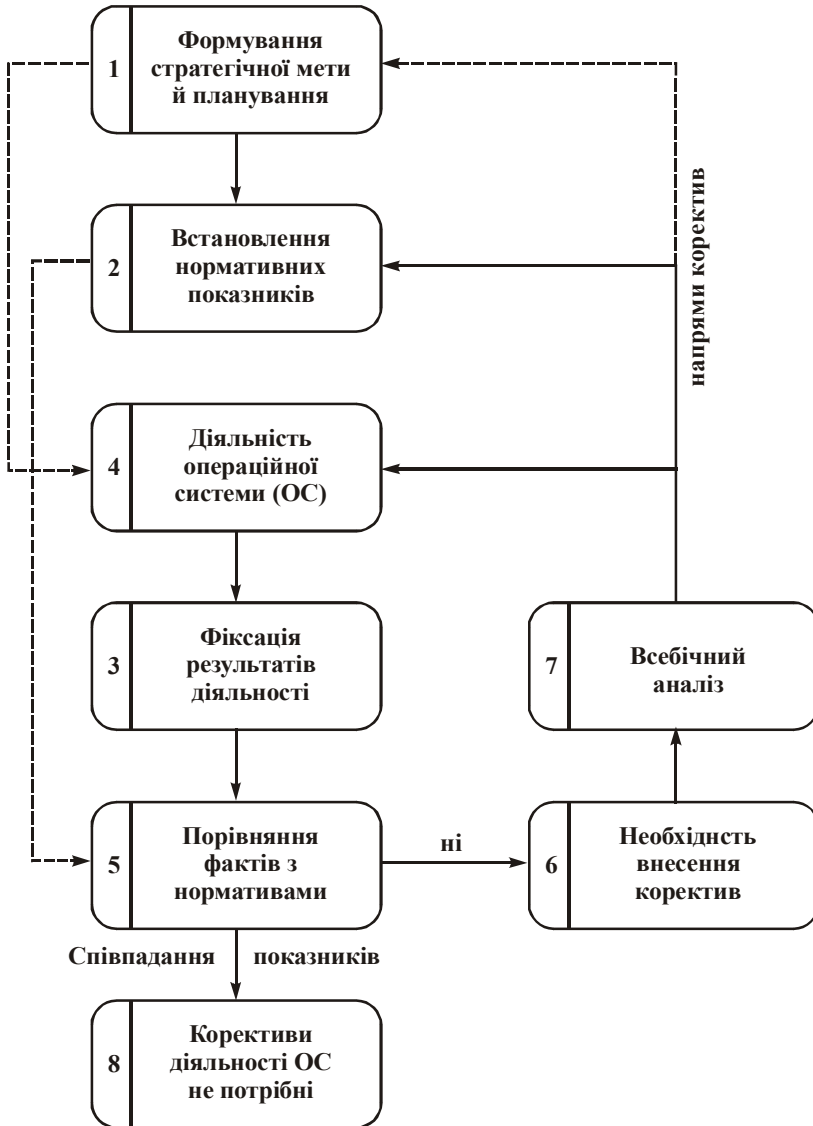 1
Формування
стратегічної мети
й планування
2
Встановлення
нормативних
показників
напрями коректив
4
Діяльність
операційної
системи (ОС)
3
Фіксація
результатів
діяльності
7
Всебічний
аналіз
5
Порівняння
фактів з
нормативами
ні
6
Необхідність
внесення
коректив
Співпадання показників
8
Корективи
діяльності ОС
не потрібні